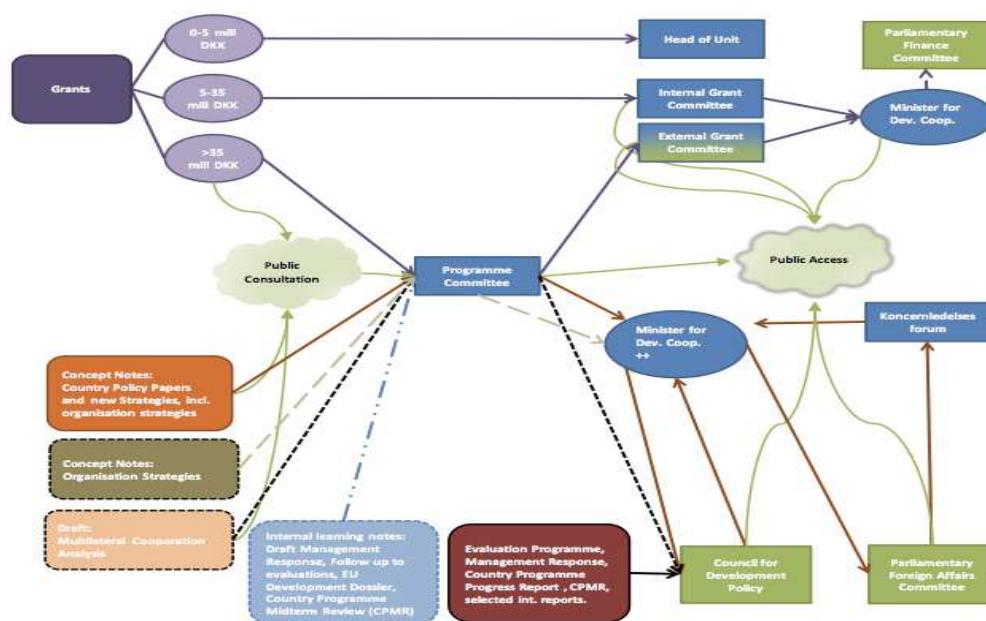 0-5 mill
DKK
Head of Unit
Parliamentary
Finance
Committee
Grants
5-35
mill DKK
Internal Grant
Committee
Minister for
Dev. Coop.
>35
mill DKK
External Grant
Committee
Public
Consultation
Programme
Committee
Public Access
Minister for
Dev. Coop.
++
Koncernledelses
forum
Concept Notes:
Country Policy Papers
and new Strategies, incl.
organisation strategies
Concept Notes:
Organisation Strategies
Draft:
Multilateral Cooperation
Analysis
Internal learning notes:
Draft Management
Response, Follow up to
evaluations, EU
Development Dossier,
Country Programme
Midterm Review (CPMR)
Evaluation Programme,
Management Response,
Country Programme
Progress Report , CPMR,
selected int. reports.
Council for
Development
Policy
Parliamentary
Foreign Affairs
Committee